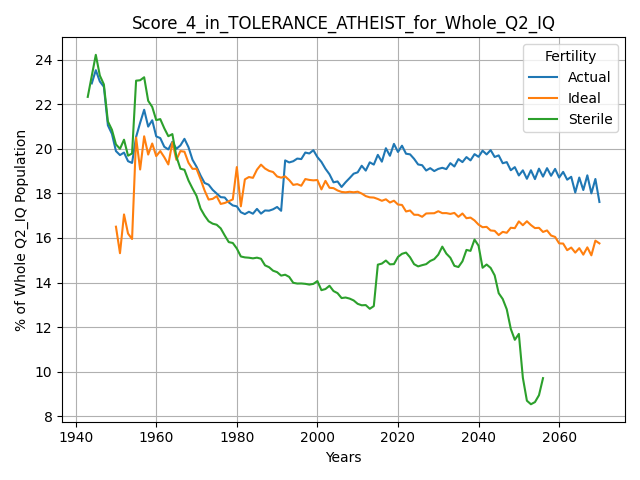 Score_4_in_TOLERANCE_ATHEIST_for_Whole_Q2_IQ
% of Whole Q2_IQ Population
24
22
20
18
16
14
12
10
8
Fertility
Actual
Ideal
Sterile
1940 1960 1980 2000 2020 2040 2060
Years